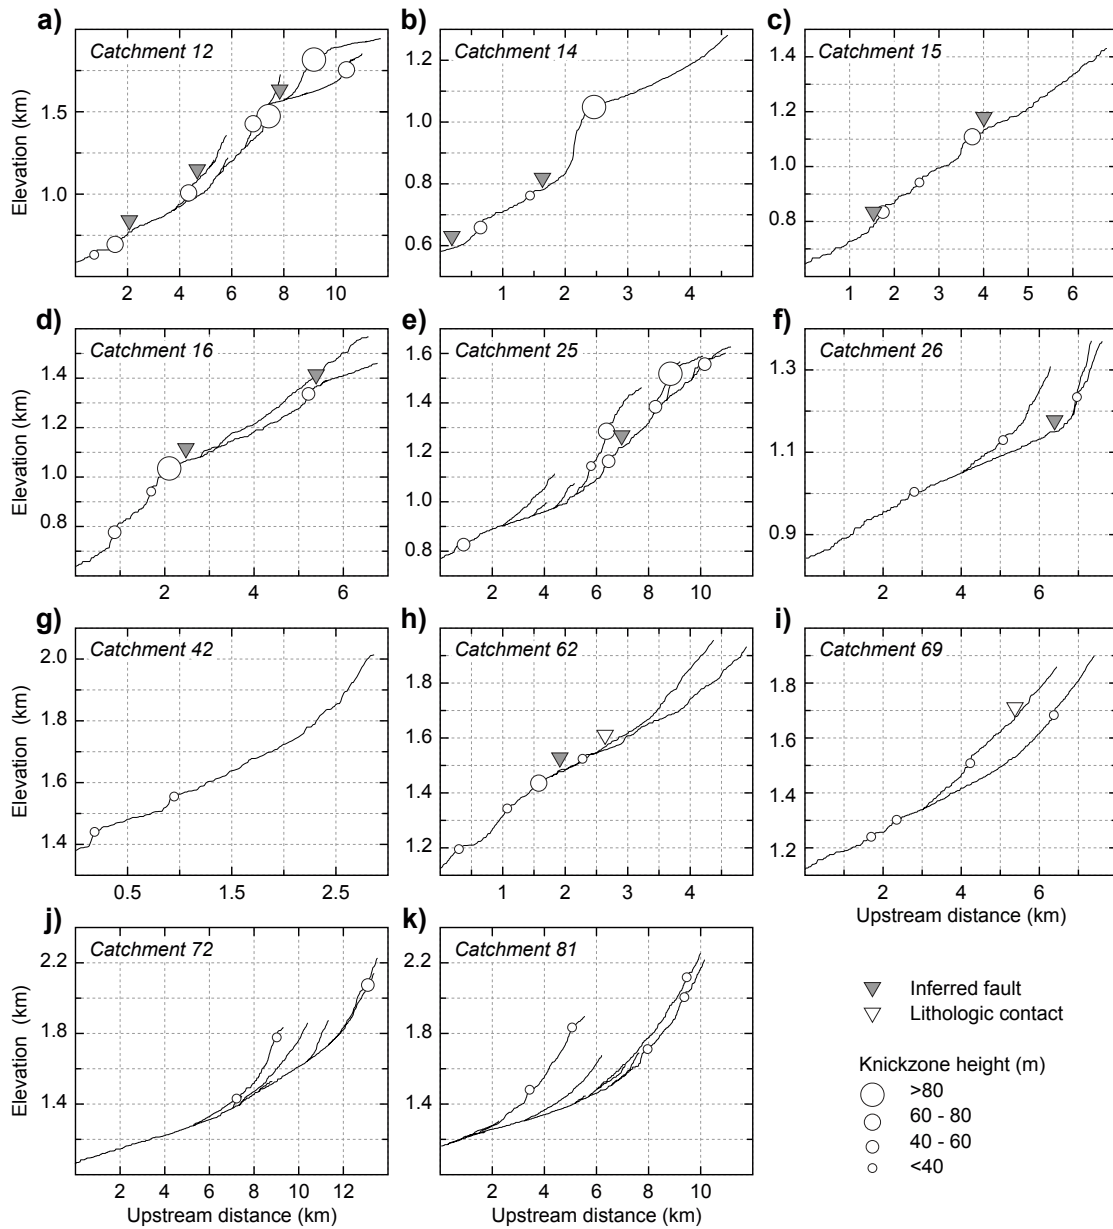 a)
Catchment 12
Elevation (km)
1.5
1.0
2 4 6 8 10
b)
Catchment 14
1.2
1.0
0.8
0.6
1 2 3 4
c)
Catchment 15
1.4
1.2
1.0
0.8
1 2 3 4 5 6
d)
Catchment 16
Elevation (km)
1.4
1.2
1.0
0.8
2 4 6
e)
Catchment 25
1.6
1.4
1.2
1.0
0.8
2 4 6 8 10
f)
Catchment 26
1.3
1.1
0.9
2 4 6
g)
Catchment 42
Elevation (km)
2.0
1.8
1.6
1.4
0.5 1.5 2.5
h)
Catchment 62
1.8
1.6
1.4
1.2
1 2 3 4
i)
Catchment 69
1.8
1.6
1.4
1.2
2 4 6
Upstream distance (km)
j)
Catchment 72
Elevation (km)
2.2
1.8
1.4
2 4 6 8 10 12
Upstream distance (km)
k)
Catchment 81
2.2
1.8
1.4
2 4 6 8 10
Upstream distance (km)
Inferred fault
Lithologic contact
Knickzone height (m)
>80
60 - 80
40 - 60
<40